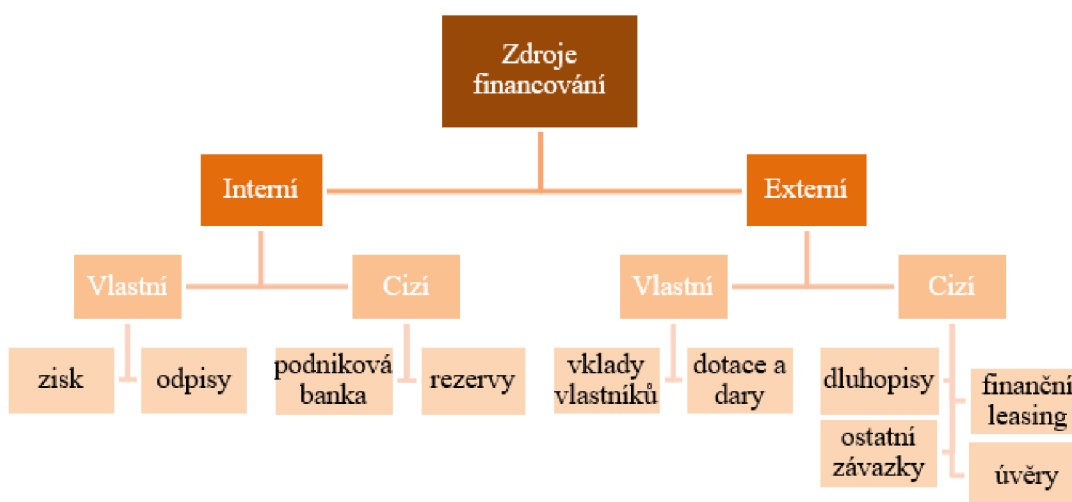 Zdroje
financování
Interní
Externí
Vlastní
Cizí
Vlastní
Cizí
zisk
odpisy
podniková
banka
rezervy
vklady
vlastníků
dotace a
dary
dluhopisy
finanční
leasing
ostatní
závazky
úvěry